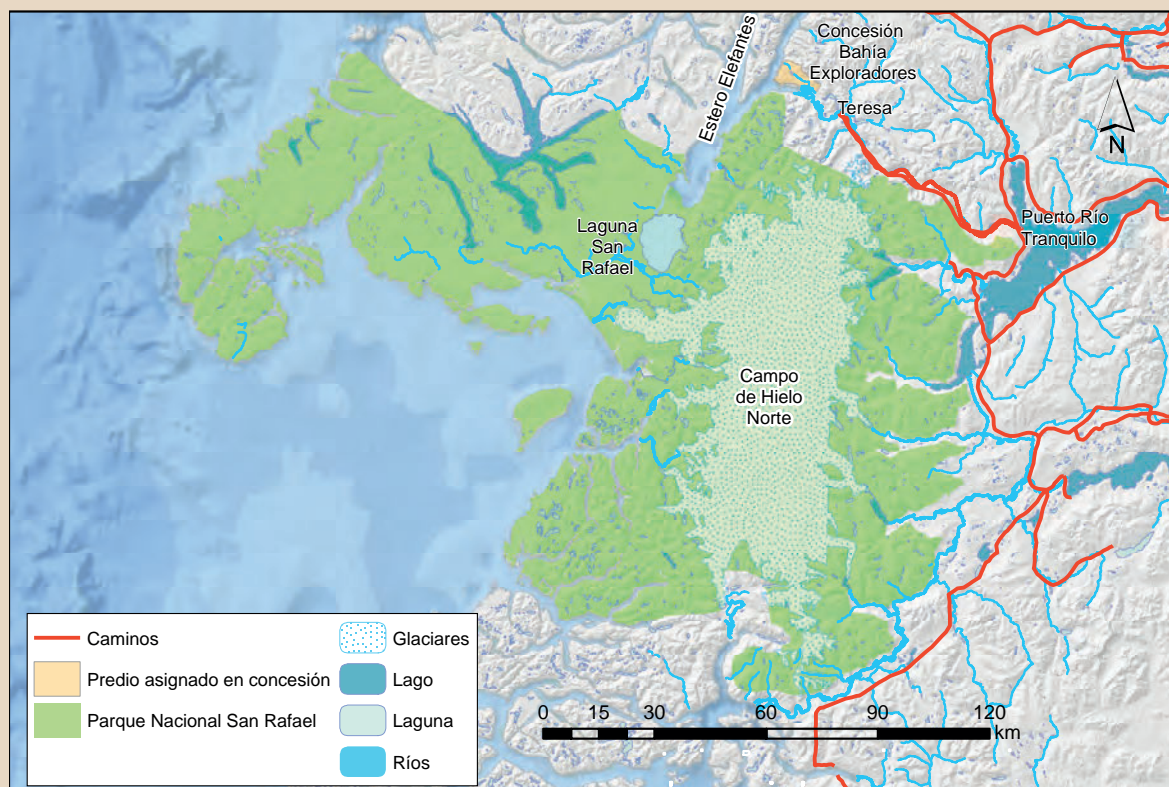 Concesión
Bahía
Exploradores
Estero Elefantes
Teresa
N
Puerto Río
Tranquilo
Laguna
San
Rafael
Campo
de Hielo
Norte
Caminos
Predio asignado en concesión
Parque Nacional San Rafael
Glaciares
Lago
Laguna
Ríos
0 15 30 60 90 120
km